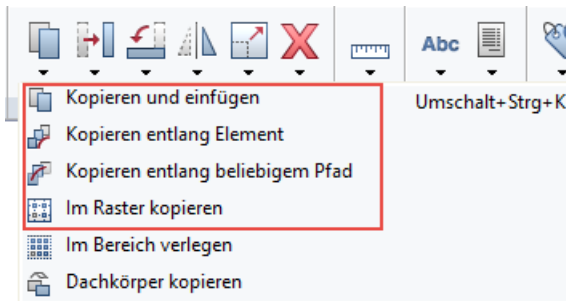 Abc
Kopieren und einfügen Umschalt+Strg+K
Kopieren entlang Element
Kopieren entlang beliebigem Pfad
Im Raster kopieren
Im Bereich verlegen
Dachkörper kopieren